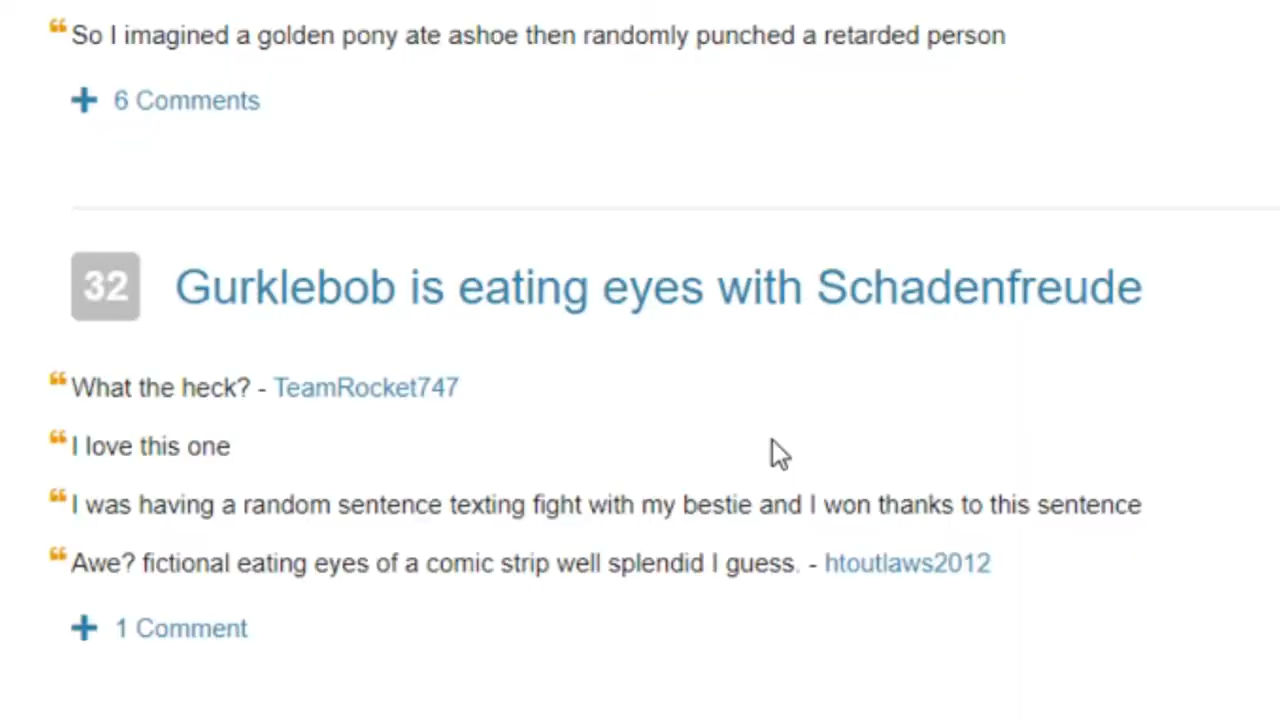 So I imagined a golden pony ate ashoe then randomly punched a retarded person
6 Comments
32 Gurklebob is eating eyes with Schadenfreude
What the heck? - TeamRocket747
I love this one
I was having a random sentence texting fight with my bestie and I won thanks to this sentence
Awe? fictional eating eyes of a comic strip well splendid I guess. - htoutlaws2012
1 Comment